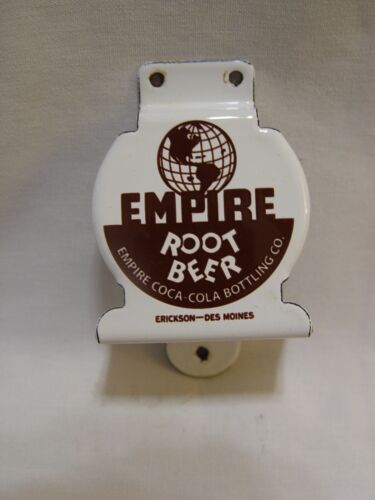 EMPIRE
ROOT
BEER
EMPIRE COCA-COLA BOTTLING CO.
ERICKSON—DES MOINES